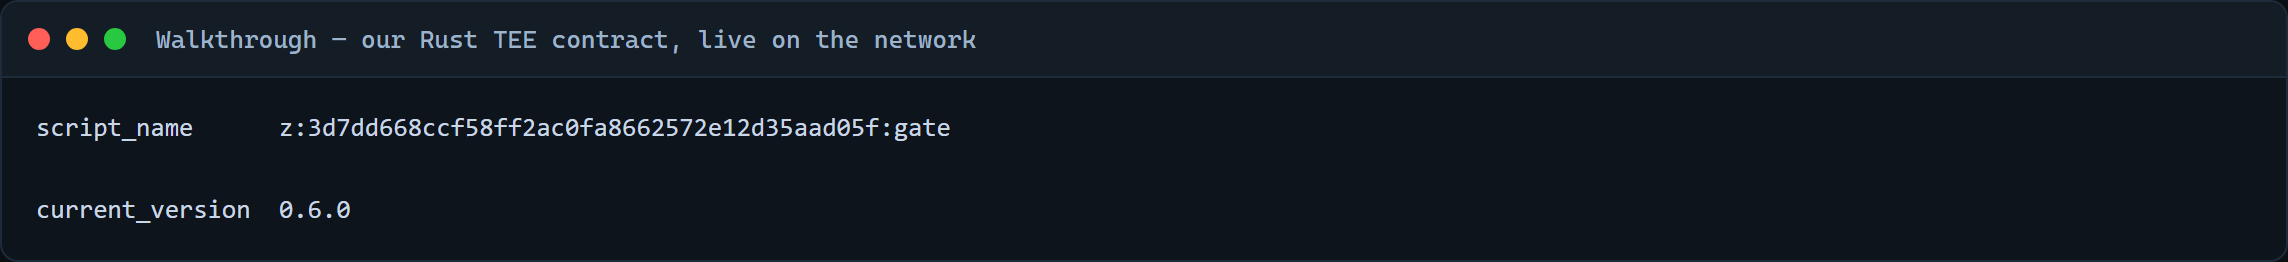 Walkthrough — our Rust TEE contract, live on the network
script_name      z:3d7dd668ccf58ff2ac0fa8662572e12d35aad05f:gate
current_version  0.6.0